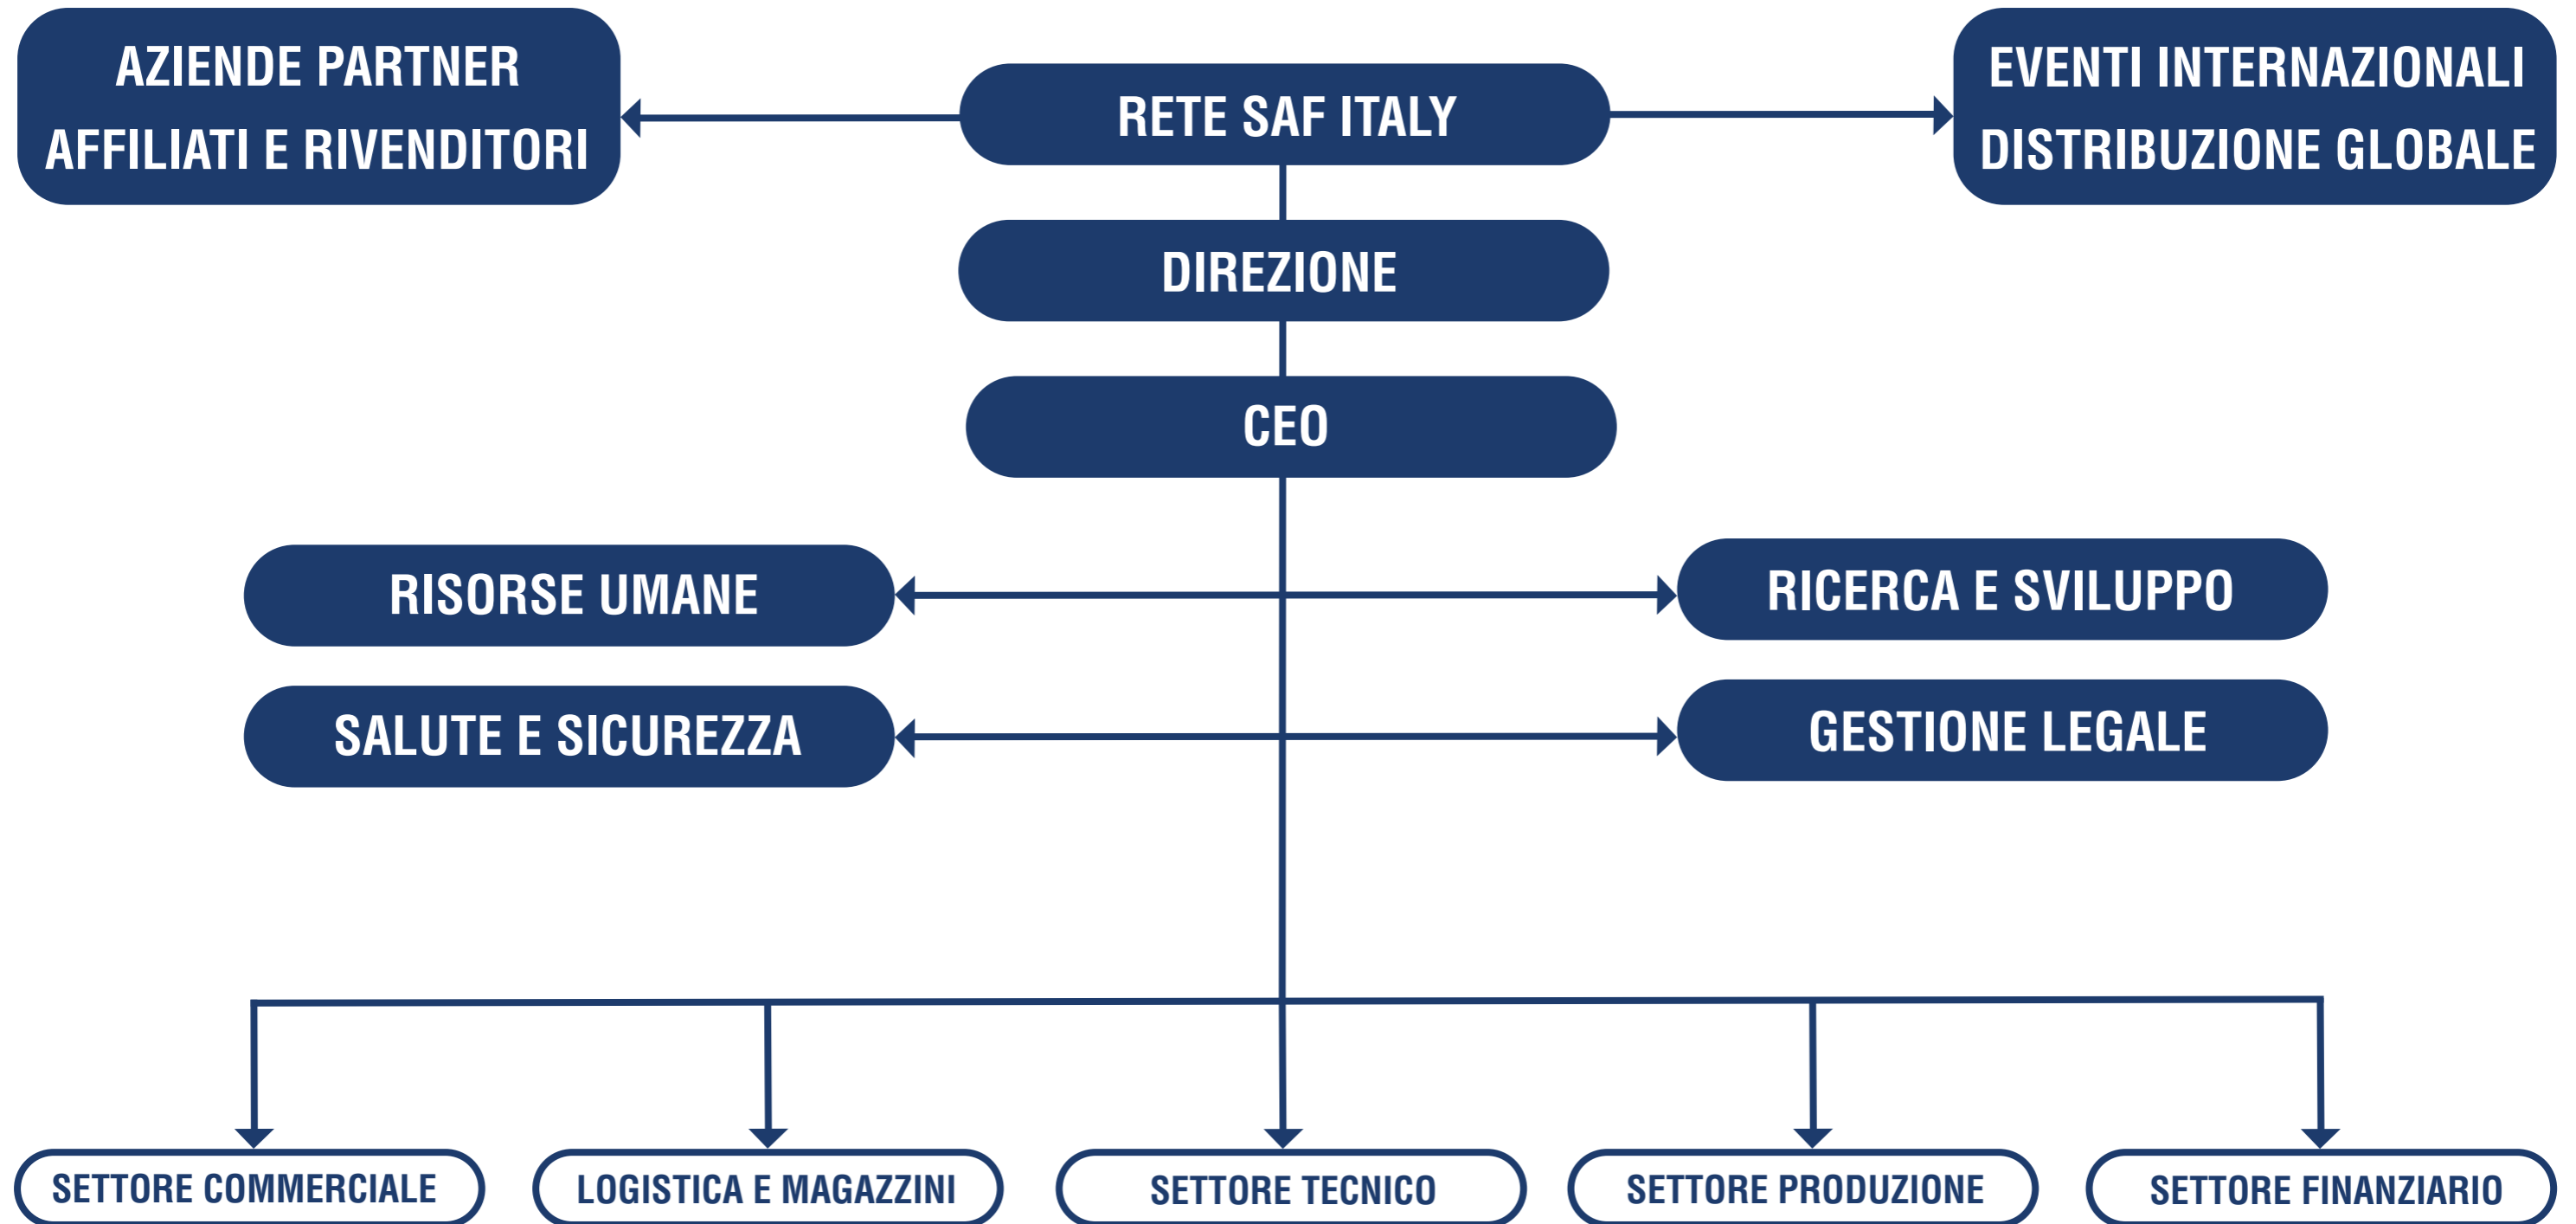 AZIENDE PARTNER
AFFILIATI E RIVENDITORI
RETE SAF ITALY
EVENTI INTERNAZIONALI
DISTRIBUZIONE GLOBALE
DIREZIONE
CEO
RISORSE UMANE
RICERCA E SVILUPPO
SALUTE E SICUREZZA
GESTIONE LEGALE
SETTORE COMMERCIALE
LOGISTICA E MAGAZZINI
SETTORE TECNICO
SETTORE PRODUZIONE
SETTORE FINANZIARIO